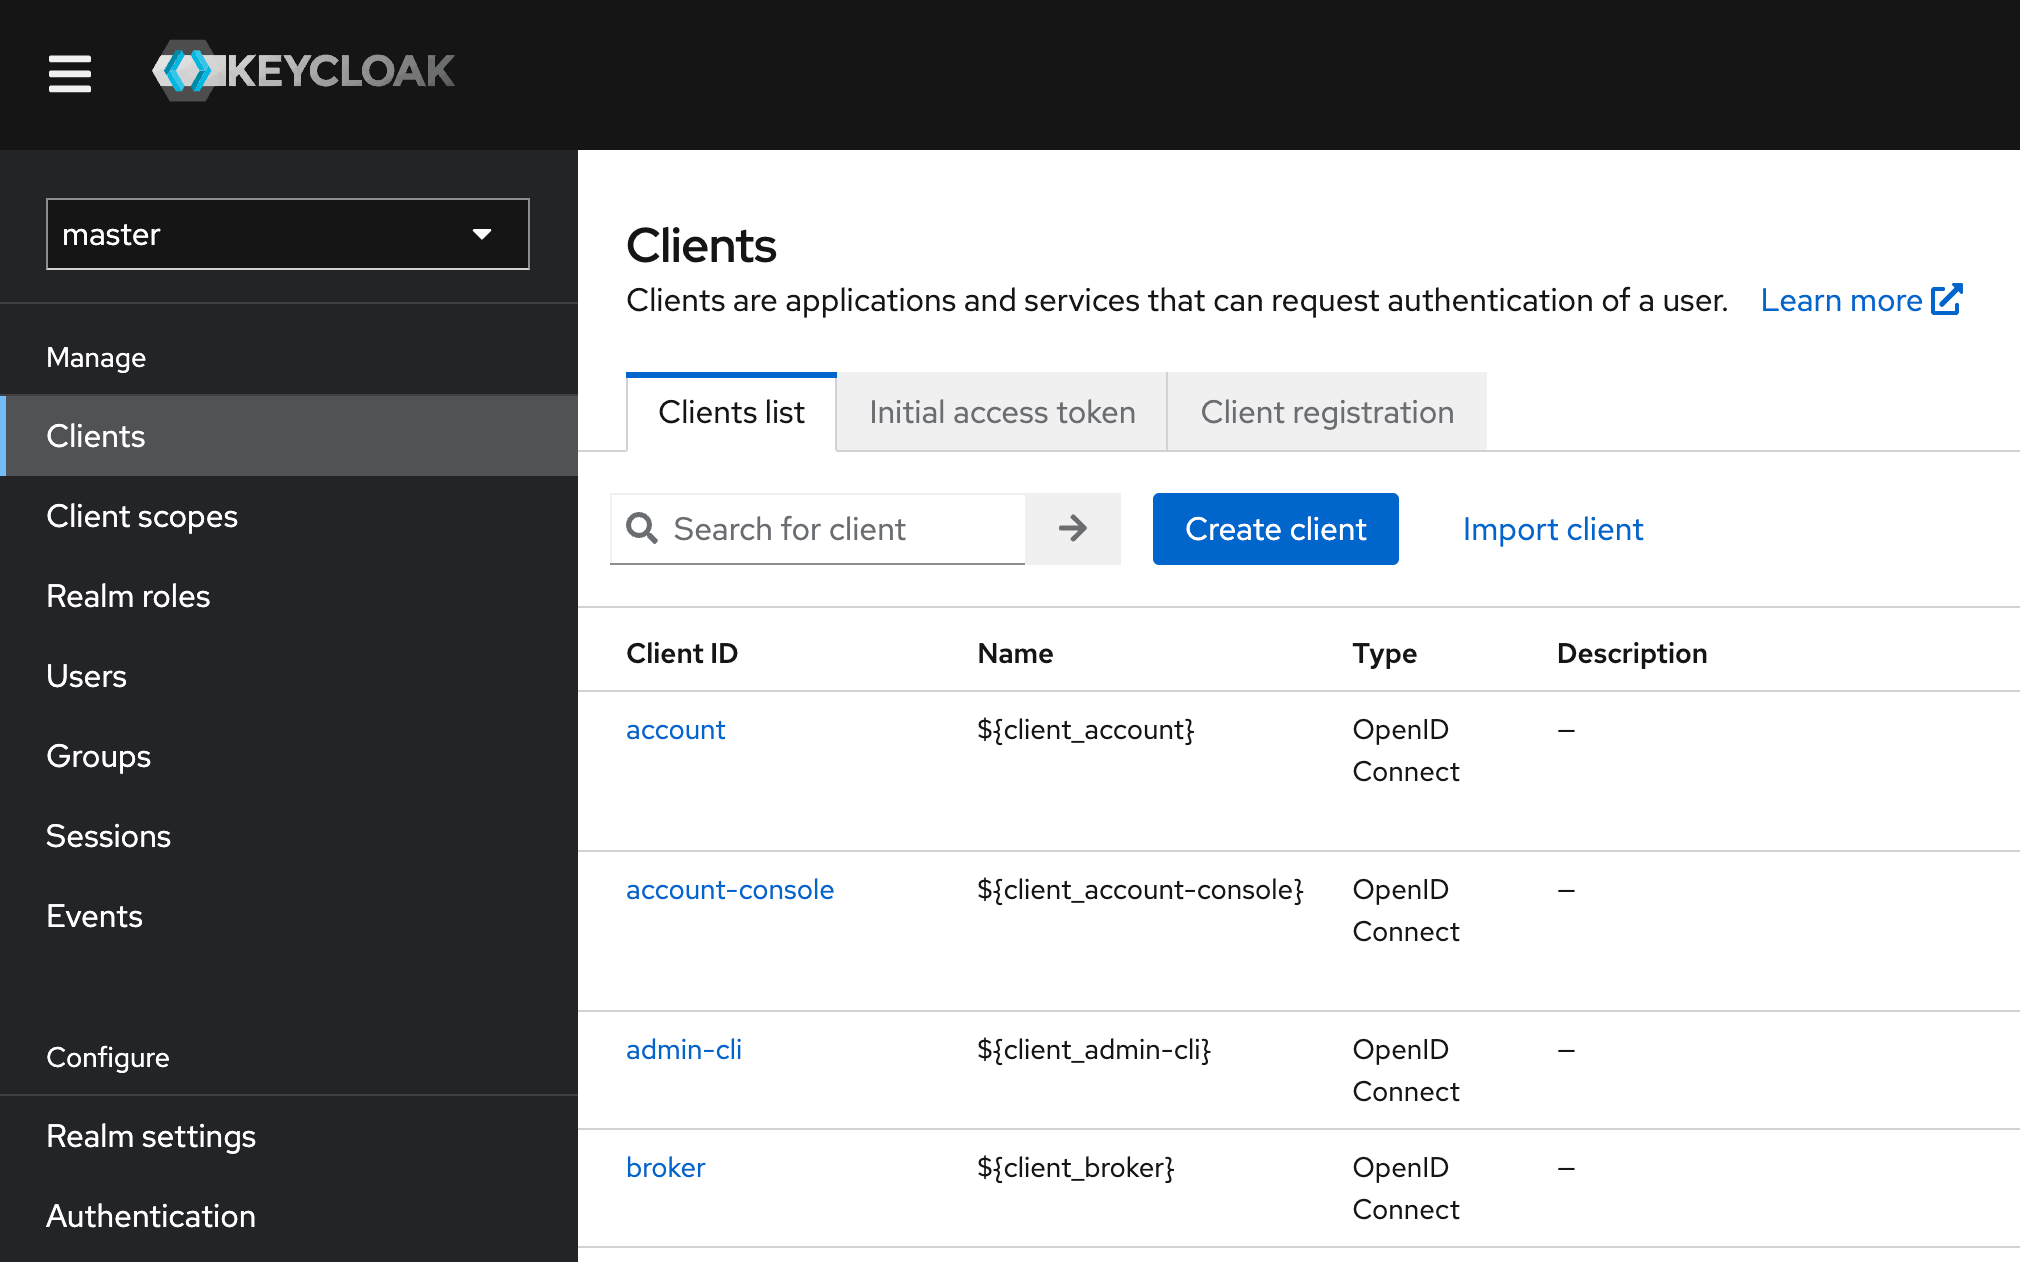 KEYCLOAK
master
Manage
Clients
Client scopes
Realm roles
Users
Groups
Sessions
Events
Configure
Realm settings
Authentication
Clients
Clients are applications and services that can request authentication of a user. Learn more
Clients list Initial access token Client registration
Search for client Create client Import client
Client ID Name Type Description
account ${client_account} OpenID –
Connect
account-console ${client_account-console} OpenID –
Connect
admin-cli ${client_admin-cli} OpenID –
Connect
broker ${client_broker} OpenID –
Connect